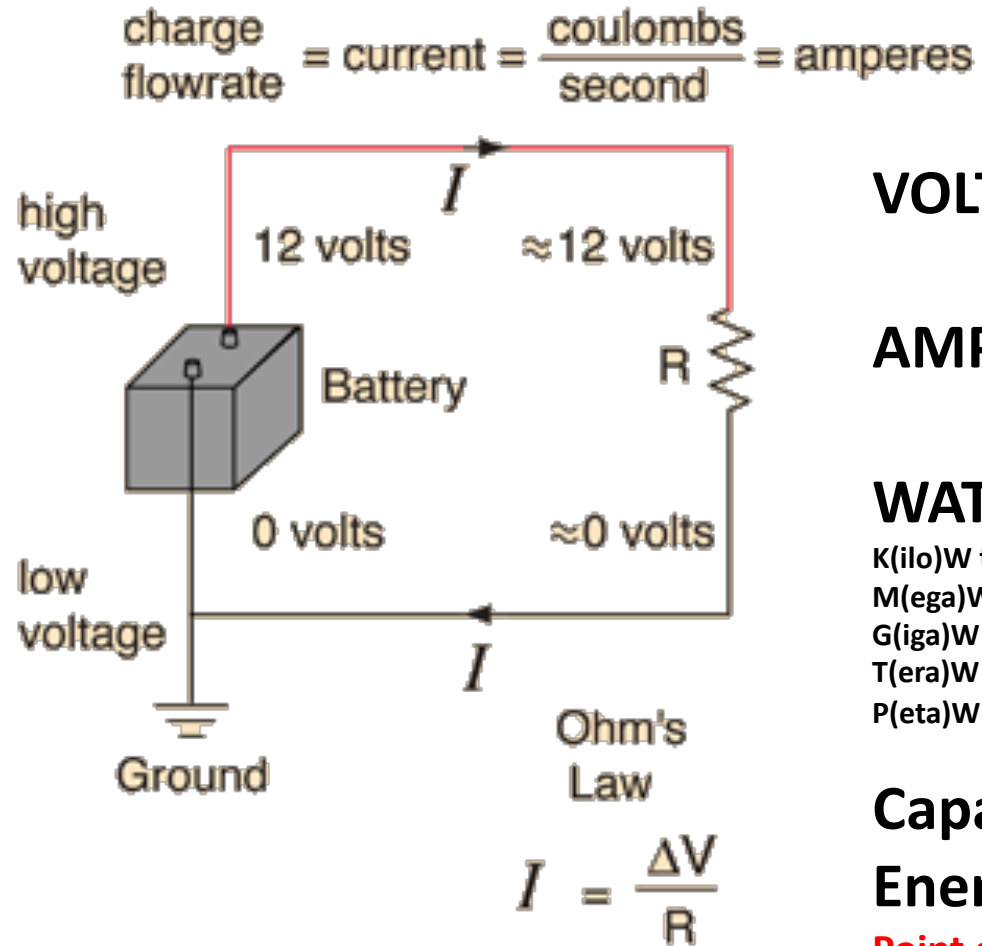 charge
flowrate = current = coulombs / second = amperes
high
voltage
12 volts
≈12 volts
I
Battery
R
0 volts
≈0 volts
low
voltage
I
Ground
Ohm's
Law
I = ΔV / R
VOLT
AMP
WAT
K(ilo)W
M(ega)W
G(iga)W
T(era)W
P(eta)W
Capa
Ener
Point